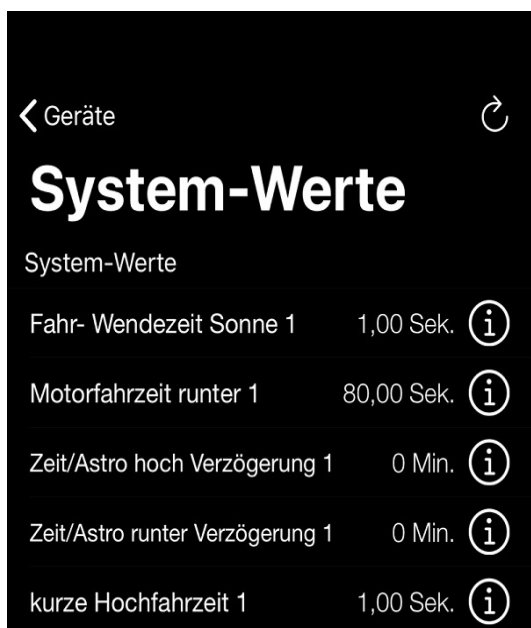 Geräte
System-Werte
System-Werte
Fahr- Wendezeit Sonne 1 1,00 Sek.
Motorfahrzeit runter 1 80,00 Sek.
Zeit/Astro hoch Verzögerung 1 0 Min.
Zeit/Astro runter Verzögerung 1 0 Min.
kurze Hochfahrzeit 1 1,00 Sek.